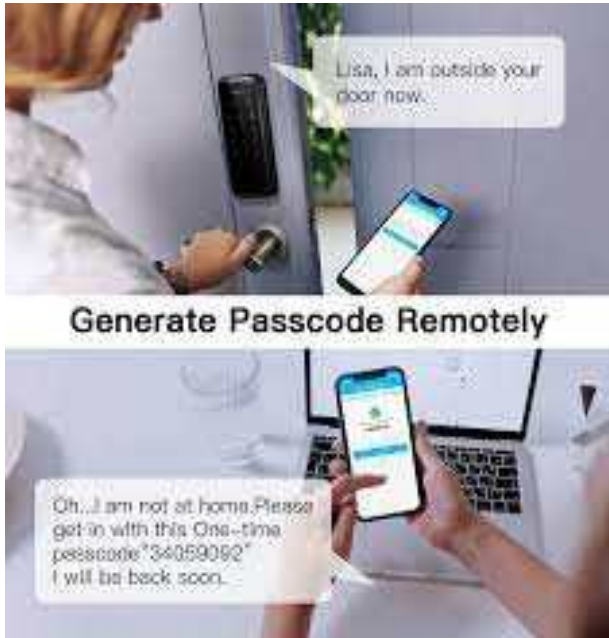 Lisa, I am outside your
door now.
Generate Passcode Remotely
Oh...I am not at home.Please
get in with this One-time
passcode"34059092"
I will be back soon.